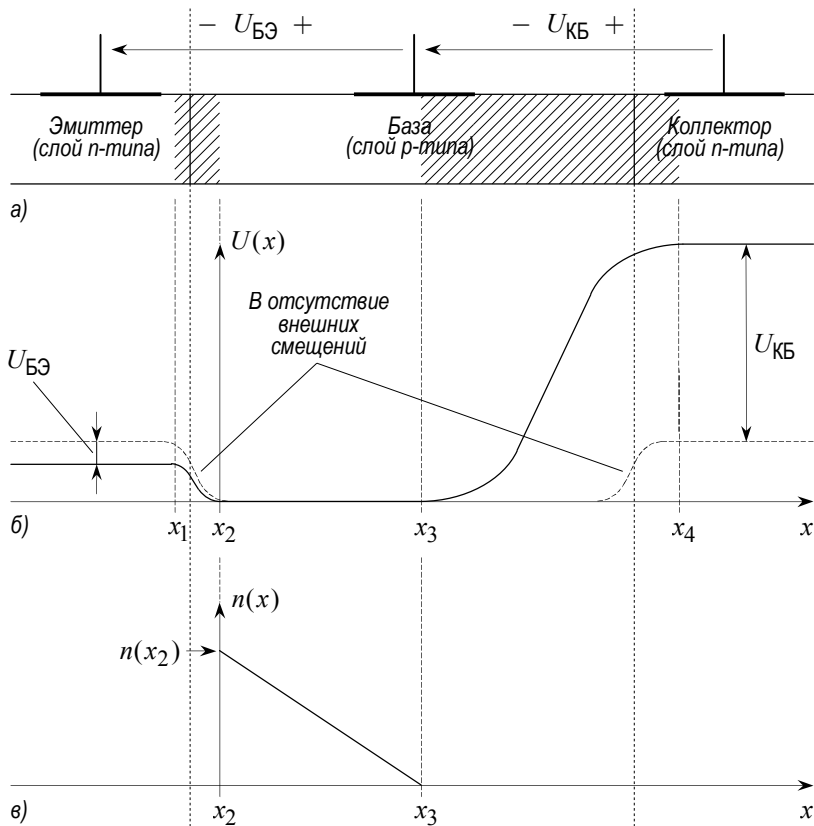 − U_БЭ +
− U_КБ +
Эмиттер
(слой n-типа)
База
(слой p-типа)
Коллектор
(слой n-типа)
а)
U(x)
В отсутствие
внешних
смещений
U_БЭ
U_КБ
б)
x₁
x₂
x₃
x₄
x
n(x)
n(x₂)
в)
x₂
x₃
x